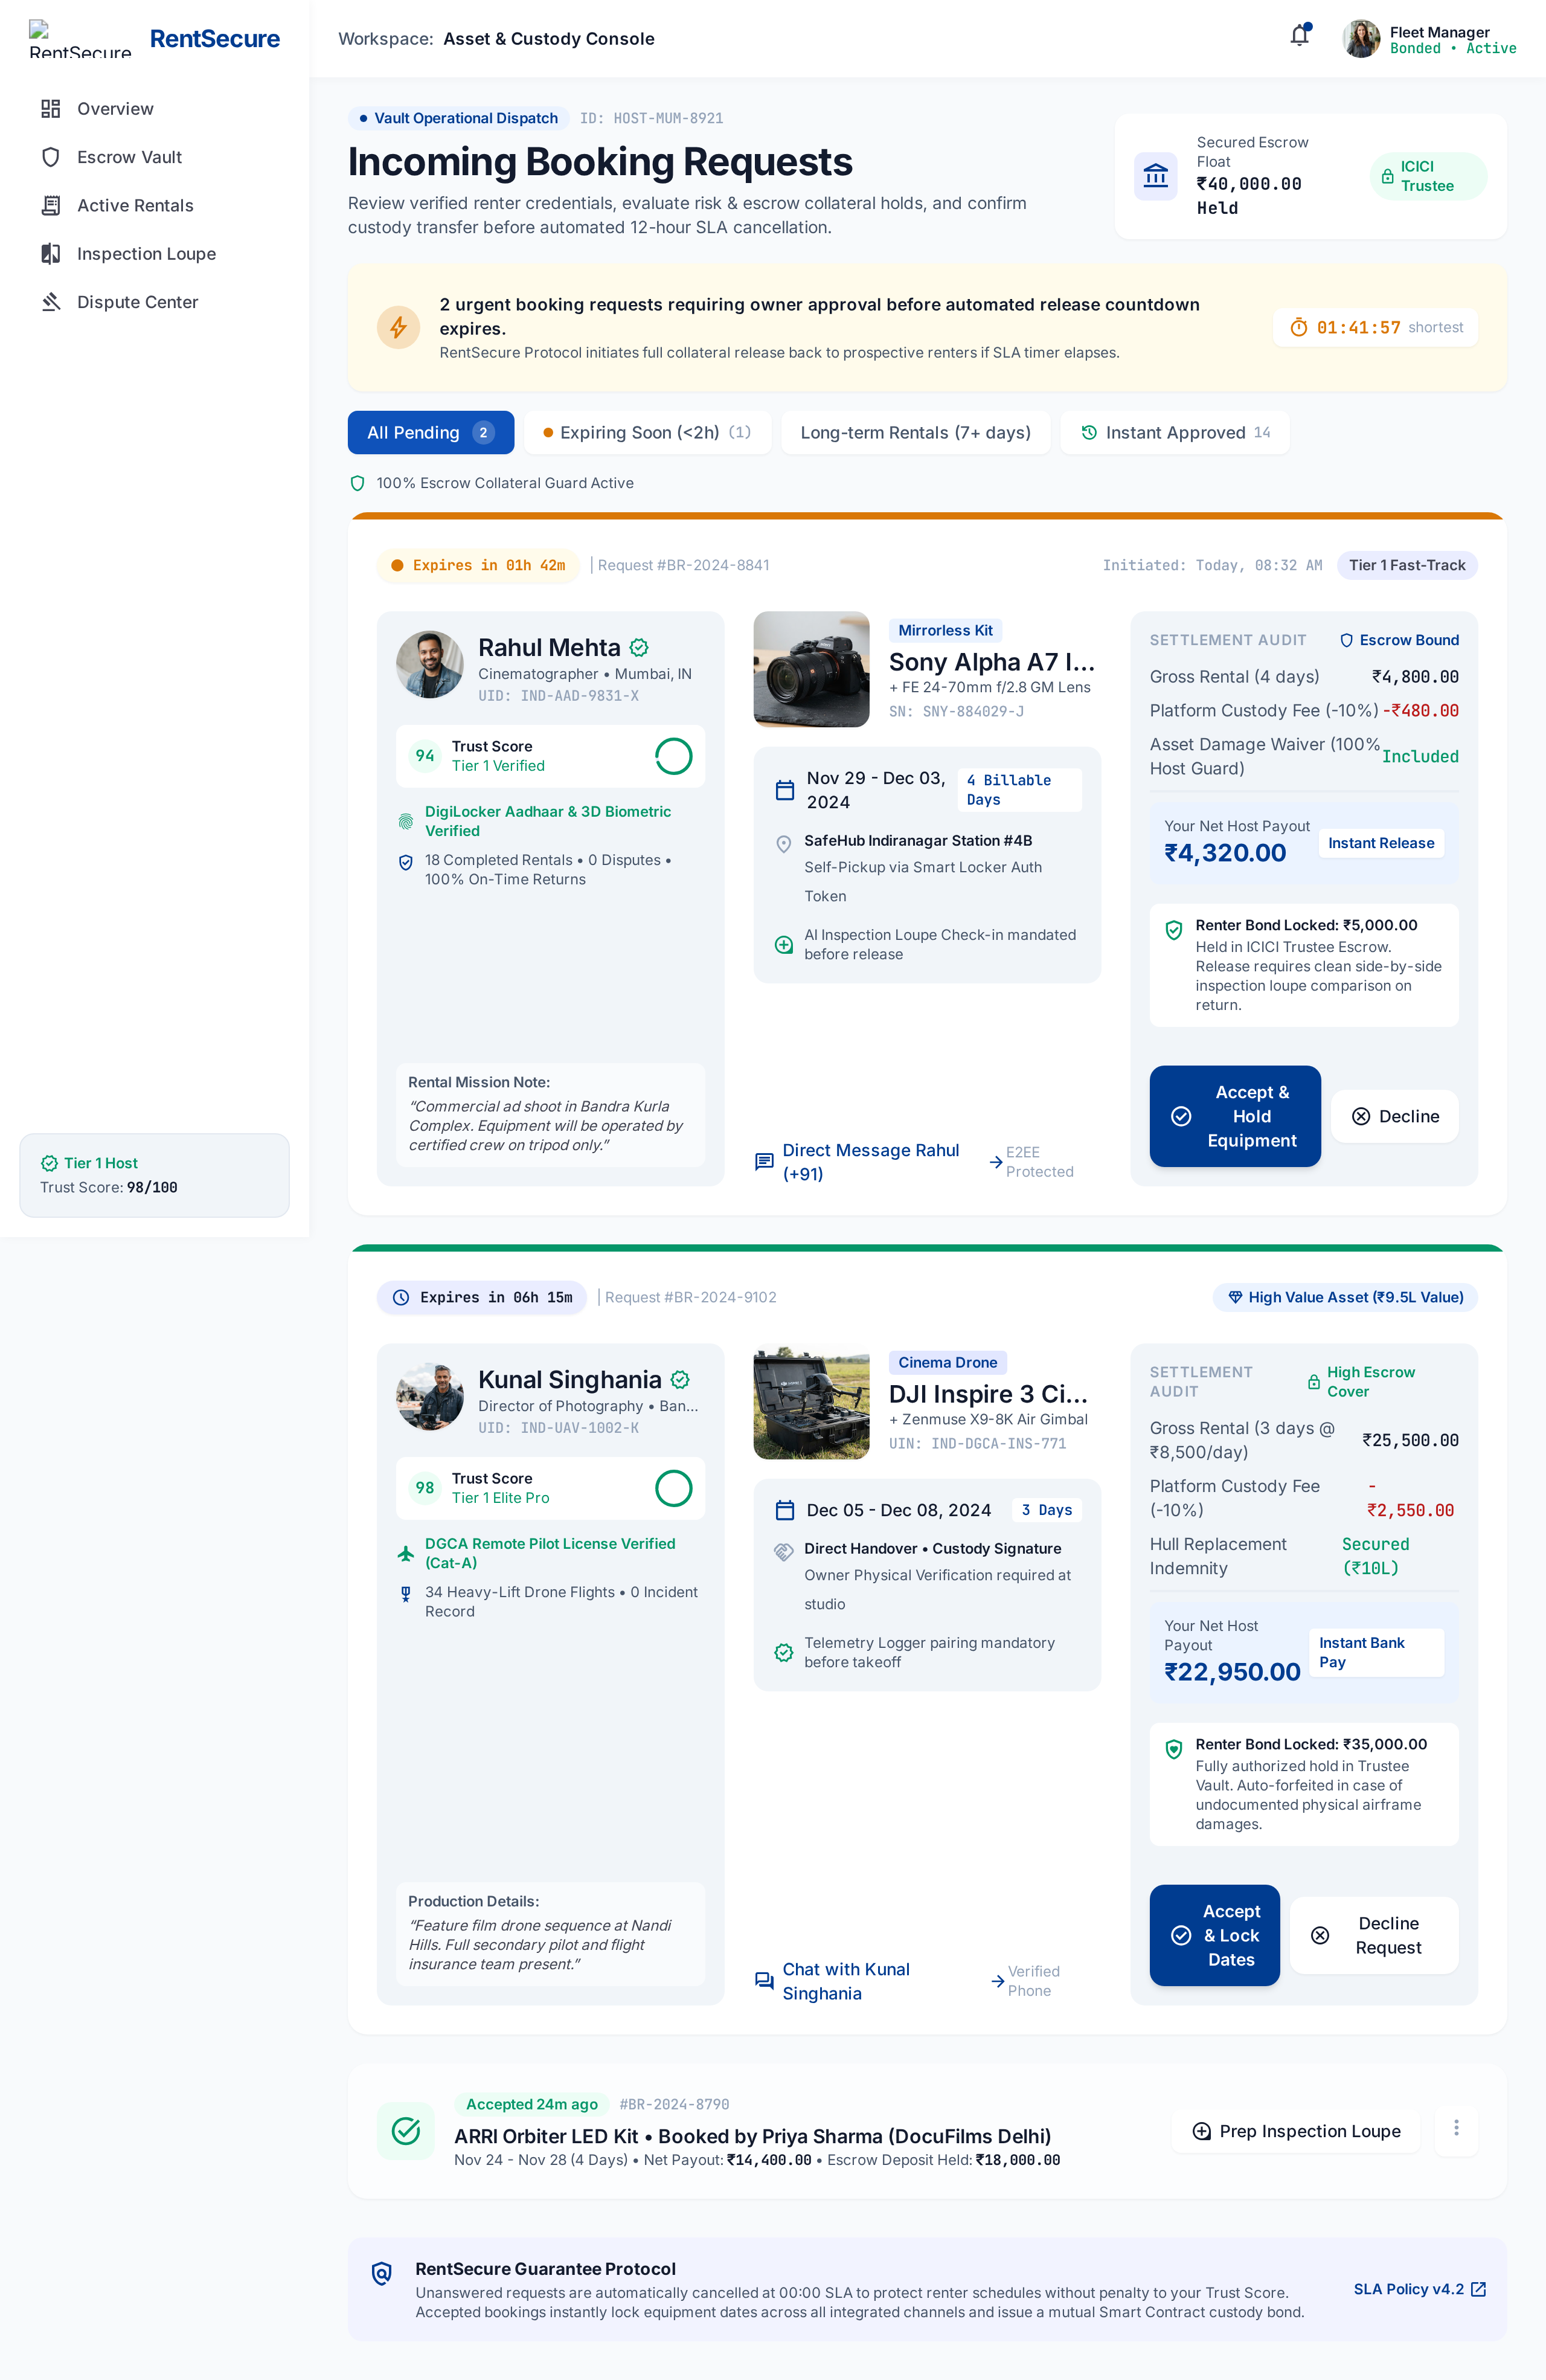 RentSecure
RentSecure
Workspace: Asset & Custody Console
Fleet Manager
Bonded • Active
Overview
Escrow Vault
Active Rentals
Inspection Loupe
Dispute Center
Tier 1 Host
Trust Score: 98/100
Vault Operational Dispatch
ID: HOST-MUM-8921
Incoming Booking Requests
Review verified renter credentials, evaluate risk & escrow collateral holds, and confirm
custody transfer before automated 12-hour SLA cancellation.
Secured Escrow
Float
₹40,000.00
Held
ICICI
Trustee
2 urgent booking requests requiring owner approval before automated release countdown
expires.
RentSecure Protocol initiates full collateral release back to prospective renters if SLA timer elapses.
01:41:57 shortest
All Pending 2
Expiring Soon (<2h) (1)
Long-term Rentals (7+ days)
Instant Approved 14
100% Escrow Collateral Guard Active
Expires in 01h 42m
| Request #BR-2024-8841
Initiated: Today, 08:32 AM
Tier 1 Fast-Track
Rahul Mehta
Cinematographer • Mumbai, IN
UID: IND-AAD-9831-X
94
Trust Score
Tier 1 Verified
DigiLocker Aadhaar & 3D Biometric
Verified
18 Completed Rentals • 0 Disputes •
100% On-Time Returns
Rental Mission Note:
“Commercial ad shoot in Bandra Kurla
Complex. Equipment will be operated by
certified crew on tripod only.”
Mirrorless Kit
Sony Alpha A7 I...
+ FE 24-70mm f/2.8 GM Lens
SN: SNY-884029-J
Nov 29 - Dec 03,
2024
4 Billable
Days
SafeHub Indiranagar Station #4B
Self-Pickup via Smart Locker Auth
Token
AI Inspection Loupe Check-in mandated
before release
Direct Message Rahul
(+91)
E2EE
Protected
SETTLEMENT AUDIT
Escrow Bound
Gross Rental (4 days) ₹4,800.00
Platform Custody Fee (-10%) -₹480.00
Asset Damage Waiver (100%
Host Guard)
Included
Your Net Host Payout
₹4,320.00
Instant Release
Renter Bond Locked: ₹5,000.00
Held in ICICI Trustee Escrow.
Release requires clean side-by-side
inspection loupe comparison on
return.
Accept &
Hold
Equipment
Decline
Expires in 06h 15m
| Request #BR-2024-9102
High Value Asset (₹9.5L Value)
Kunal Singhania
Director of Photography • Ban...
UID: IND-UAV-1002-K
98
Trust Score
Tier 1 Elite Pro
DGCA Remote Pilot License Verified
(Cat-A)
34 Heavy-Lift Drone Flights • 0 Incident
Record
Production Details:
“Feature film drone sequence at Nandi
Hills. Full secondary pilot and flight
insurance team present.”
Cinema Drone
DJI Inspire 3 Ci...
+ Zenmuse X9-8K Air Gimbal
UIN: IND-DGCA-INS-771
Dec 05 - Dec 08, 2024
3 Days
Direct Handover • Custody Signature
Owner Physical Verification required at
studio
Telemetry Logger pairing mandatory
before takeoff
Chat with Kunal
Singhania
Verified
Phone
SETTLEMENT
AUDIT
High Escrow
Cover
Gross Rental (3 days @
₹8,500/day)
₹25,500.00
Platform Custody Fee
(-10%)
-
₹2,550.00
Hull Replacement
Indemnity
Secured
(₹10L)
Your Net Host
Payout
₹22,950.00
Instant Bank
Pay
Renter Bond Locked: ₹35,000.00
Fully authorized hold in Trustee
Vault. Auto-forfeited in case of
undocumented physical airframe
damages.
Accept
& Lock
Dates
Decline
Request
Accepted 24m ago
#BR-2024-8790
ARRI Orbiter LED Kit • Booked by Priya Sharma (DocuFilms Delhi)
Nov 24 - Nov 28 (4 Days) • Net Payout: ₹14,400.00 • Escrow Deposit Held: ₹18,000.00
Prep Inspection Loupe
RentSecure Guarantee Protocol
Unanswered requests are automatically cancelled at 00:00 SLA to protect renter schedules without penalty to your Trust Score.
Accepted bookings instantly lock equipment dates across all integrated channels and issue a mutual Smart Contract custody bond.
SLA Policy v4.2